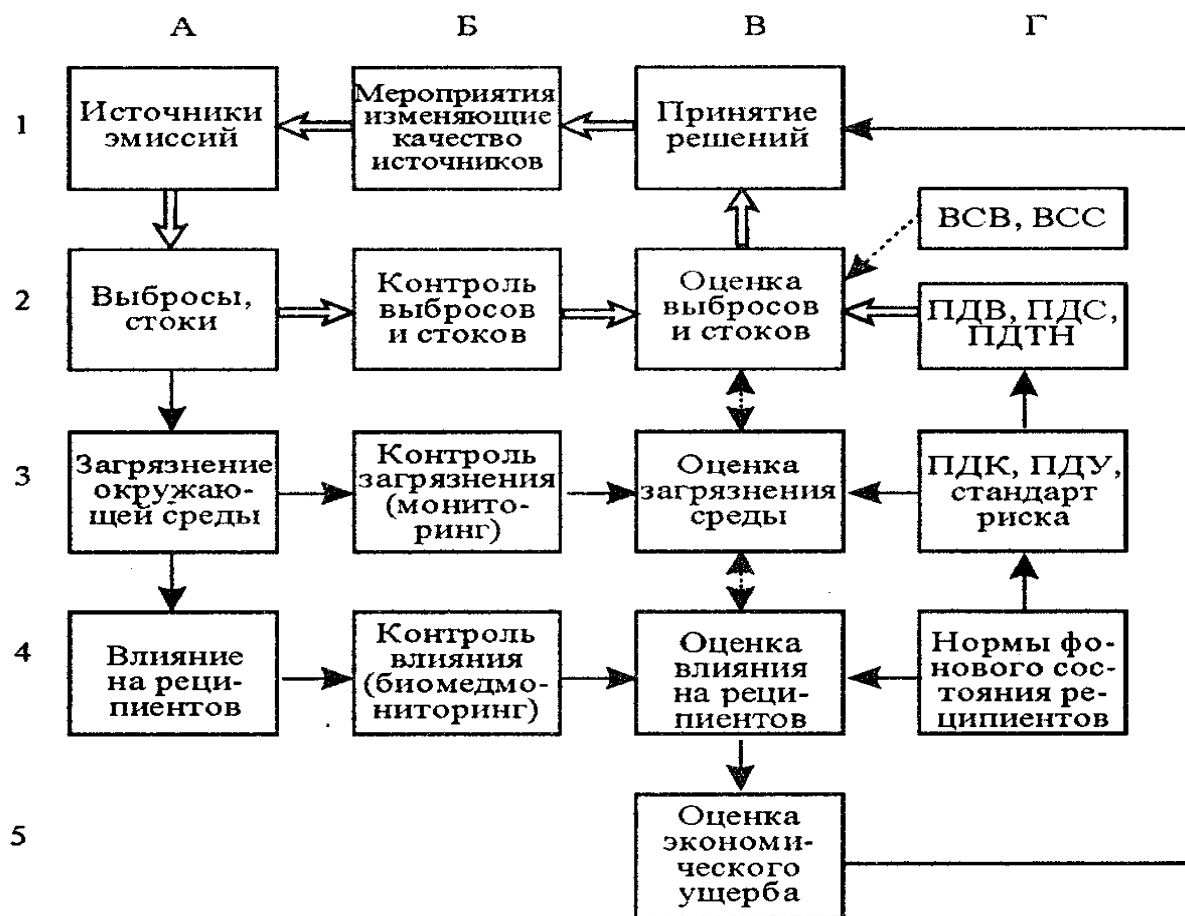 А Б В Г
1
Источники
эмиссий
Мероприятия
изменяющие
качество
источников
Принятие
решений
ВСВ, ВСС
2
Выбросы,
стоки
Контроль
выбросов
и стоков
Оценка
выбросов
и стоков
ПДВ, ПДС,
ПДТН
3
Загрязнение
окружаю-
щей среды
Контроль
загрязнения
(монито-
ринг)
Оценка
загрязнения
среды
ПДК, ПДУ,
стандарт
риска
4
Влияние
на реци-
пиентов
Контроль
влияния
(биомедмо-
ниторинг)
Оценка
влияния
на реци-
пиентов
Нормы фо-
нового сос-
тояния ре-
ципиентов
5
Оценка
экономи-
ческого
ущерба